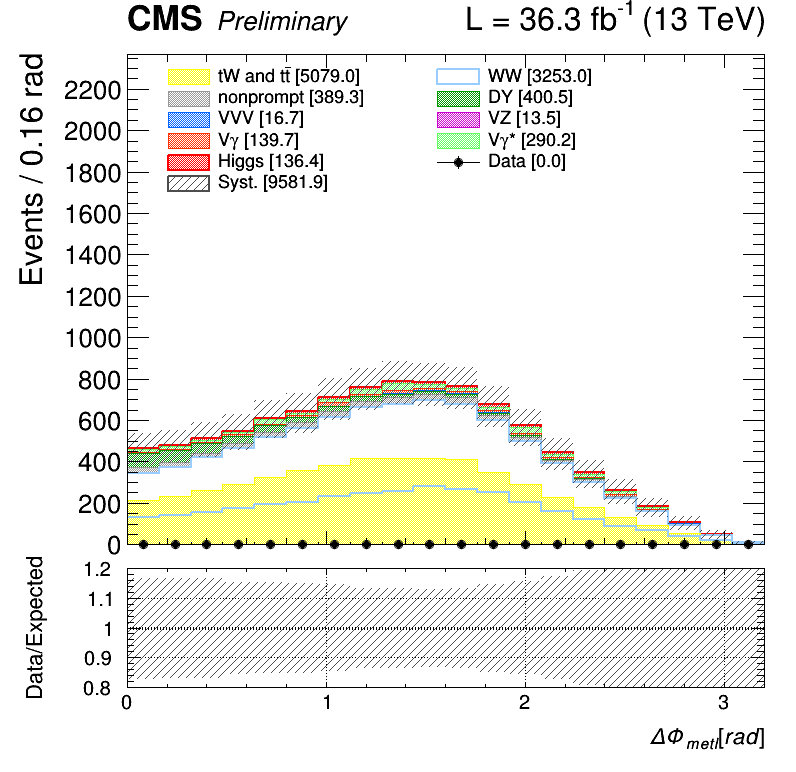 CMS Preliminary L = 36.3 fb⁻¹ (13 TeV)
Events / 0.16 rad
2200
2000
1800
1600
1400
1200
1000
800
600
400
200
0
tW and tt̄ [5079.0]
nonprompt [389.3]
VVV [16.7]
Vγ [139.7]
Higgs [136.4]
Syst. [9581.9]
WW [3253.0]
DY [400.5]
VZ [13.5]
Vγ* [290.2]
Data [0.0]
Data/Expected
1.2
1.1
1
0.9
0.8
0 1 2 3
ΔΦ metl[rad]